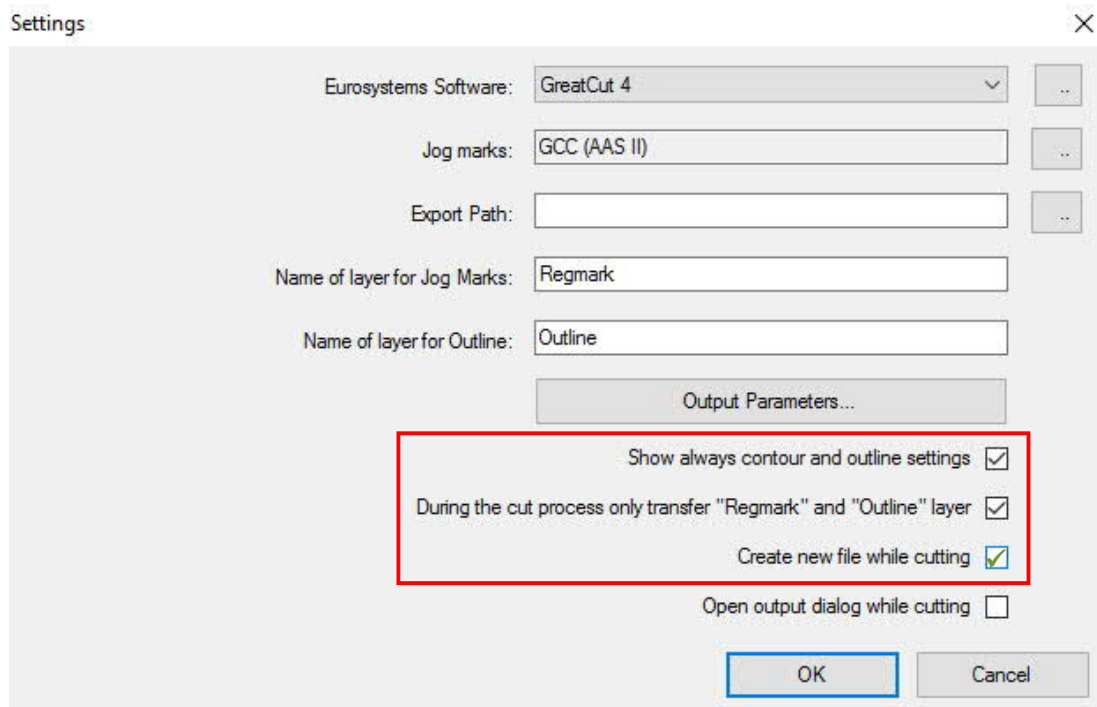 Settings
Eurosystems Software: GreatCut 4 ..
Jog marks: GCC (AAS II) ..
Export Path: ..
Name of layer for Jog Marks: Regmark
Name of layer for Outline: Outline
Output Parameters...
Show always contour and outline settings
During the cut process only transfer "Regmark" and "Outline" layer
Create new file while cutting
Open output dialog while cutting
OK Cancel